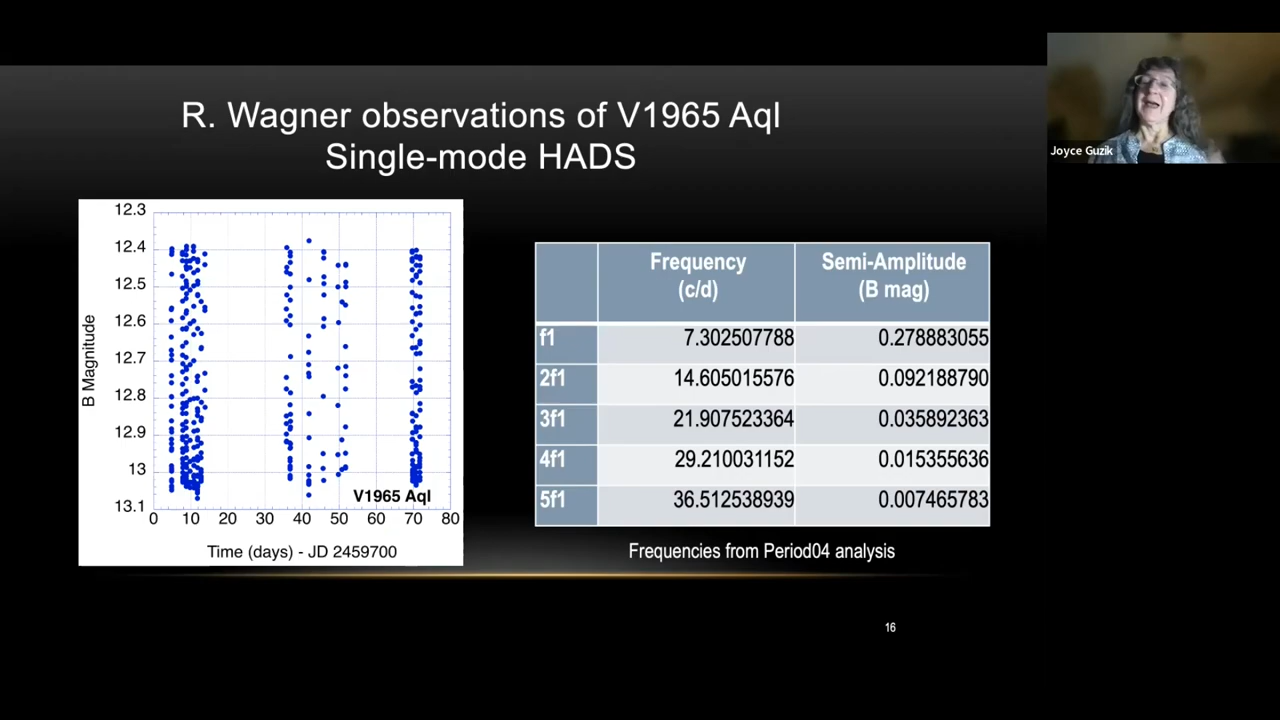 R. Wagner observations of V1965 Aql
Single-mode HADS
Joyce Guzik
12.3
12.4
12.5
12.6
12.7
12.8
12.9
13
13.1
B Magnitude
V1965 Aql
0 10 20 30 40 50 60 70 80
Time (days) - JD 2459700
Frequency (c/d) Semi-Amplitude (B mag)
f1 7.302507788 0.278883055
2f1 14.605015576 0.092188790
3f1 21.907523364 0.035892363
4f1 29.210031152 0.015355636
5f1 36.512538939 0.007465783
Frequencies from Period04 analysis
16